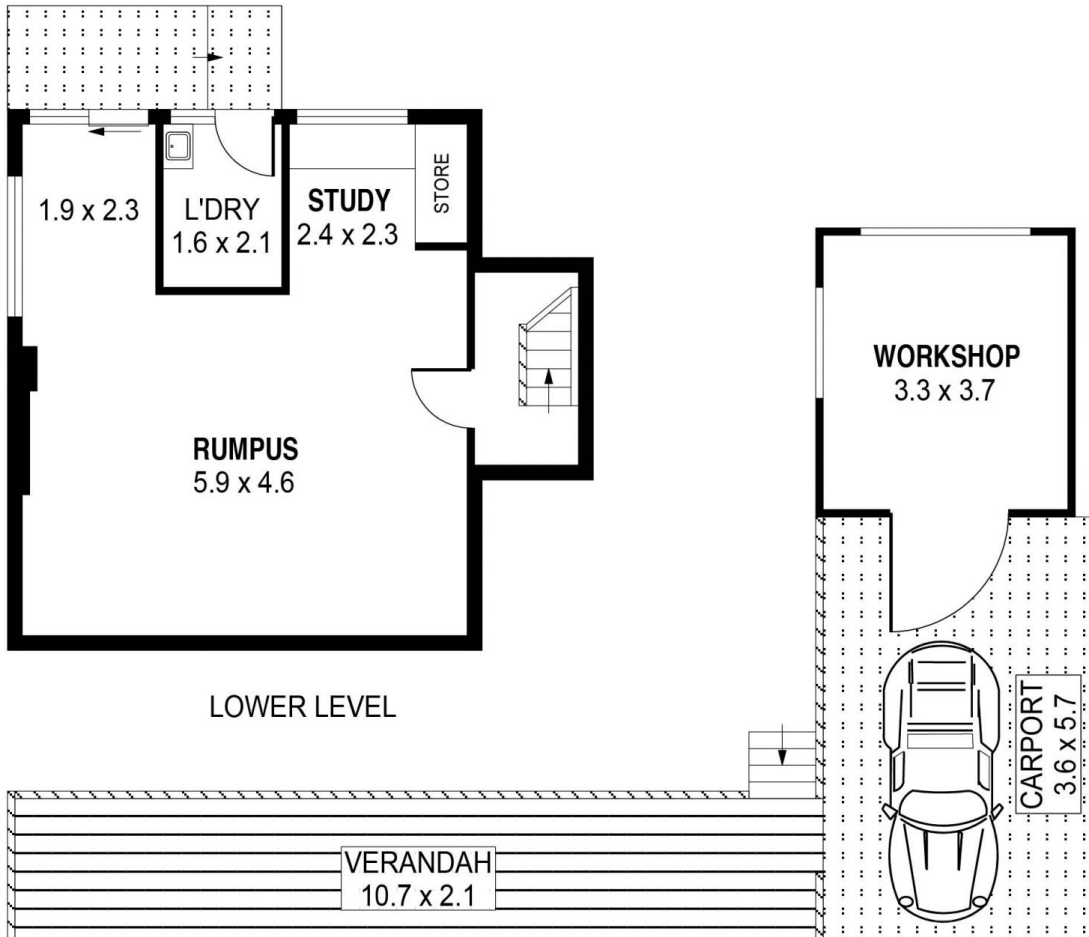 1.9 x 2.3
L'DRY
1.6 x 2.1
STUDY
2.4 x 2.3
STORE
RUMPUS
5.9 x 4.6
WORKSHOP
3.3 x 3.7
LOWER LEVEL
CARPORT
3.6 x 5.7
VERANDAH
10.7 x 2.1